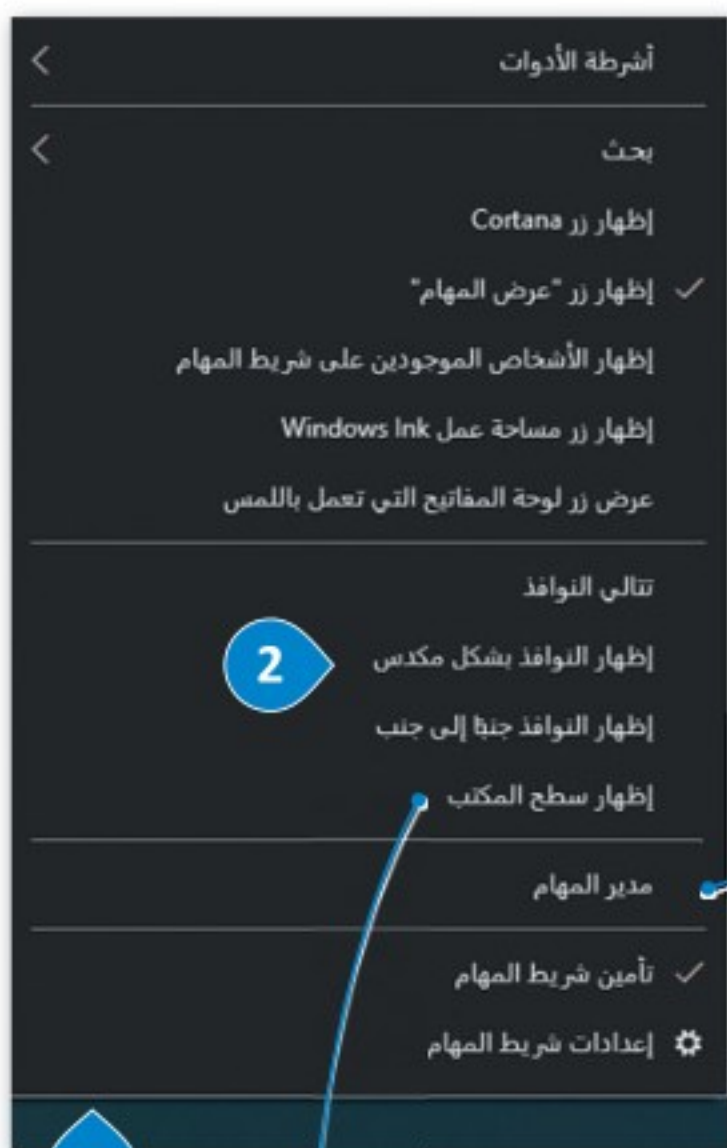 أشرطة الأدوات
بحث
إظهار زر Cortana
إظهار زر "عرض المهام"
إظهار الأشخاص الموجودين على شريط المهام
إظهار زر مساحة عمل Windows Ink
عرض زر لوحة المفاتيح التي تعمل باللمس
تتالي النوافذ
إظهار النوافذ بشكل مكدس
2
إظهار النوافذ جنبًا إلى جنب
إظهار سطح المكتب
مدير المهام
تأمين شريط المهام
إعدادات شريط المهام